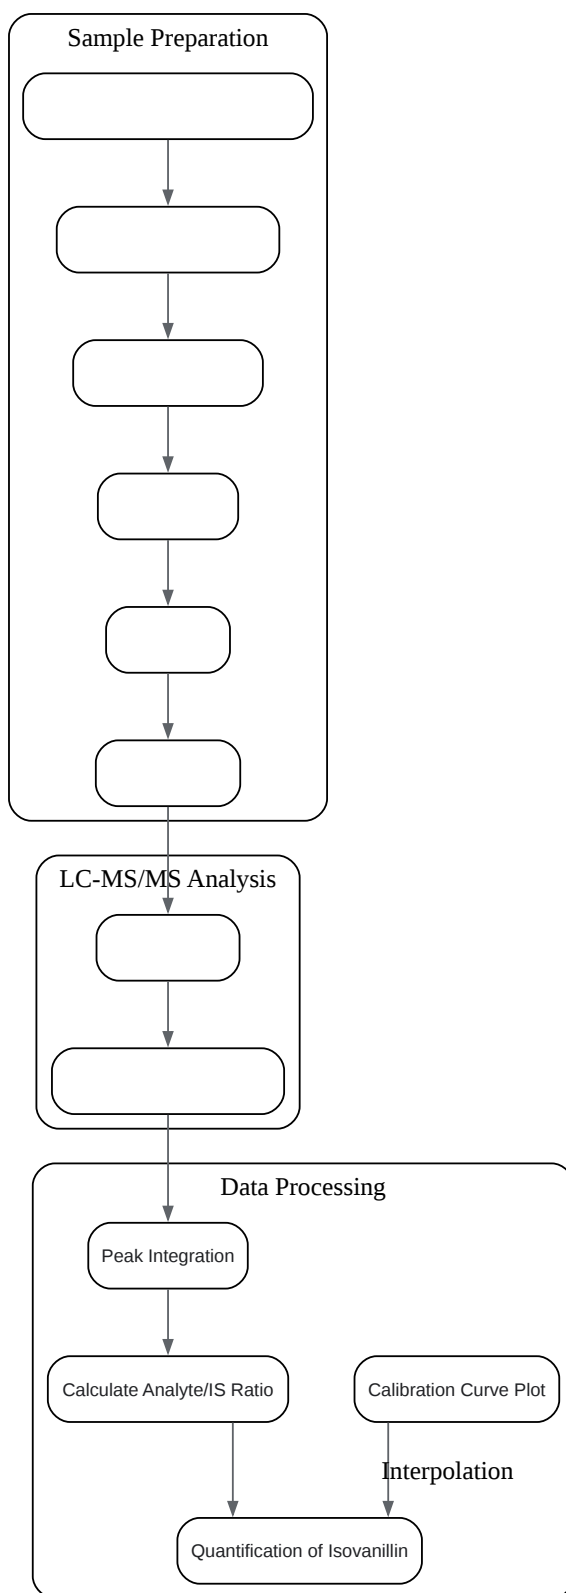 Sample Preparation
LC-MS/MS Analysis
Data Processing
Peak Integration
Calculate Analyte/IS Ratio
Calibration Curve Plot
Interpolation
Quantification of Isovanillin